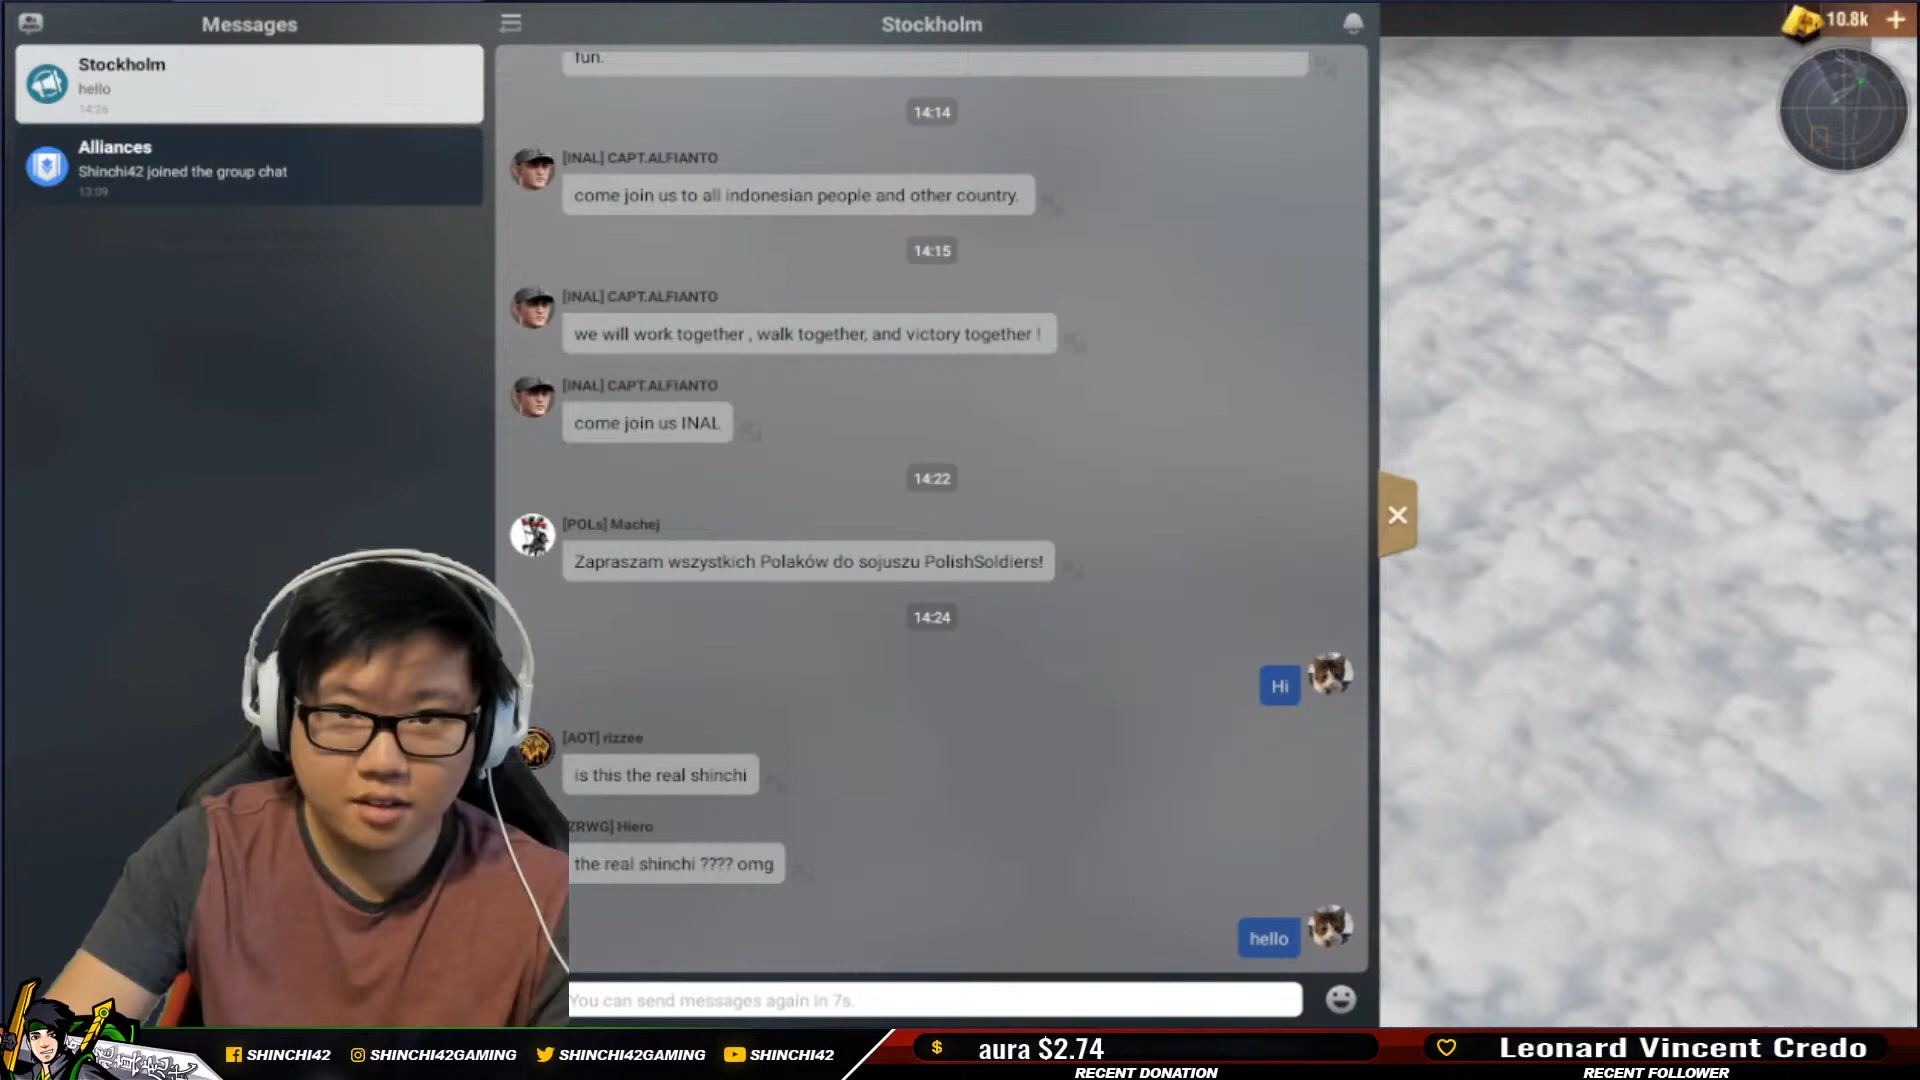 Messages
Stockholm
hello
14:26
Alliances
Shinchi42 joined the group chat
13:09
Stockholm
fun.
14:14
[INAL] CAPT.ALFIANTO
come join us to all indonesian people and other country.
14:15
[INAL] CAPT.ALFIANTO
we will work together , walk together, and victory together !
[INAL] CAPT.ALFIANTO
come join us INAL
14:22
[POLs] Machej
Zapraszam wszystkich Polaków do sojuszu PolishSoldiers!
14:24
Hi
[AOT] rizzee
is this the real shinchi
ZRWG] Hiero
the real shinchi ???? omg
hello
You can send messages again in 7s.
10.8k
SHINCHI42
SHINCHI42GAMING
SHINCHI42GAMING
SHINCHI42
$ aura $2.74
RECENT DONATION
Leonard Vincent Credo
RECENT FOLLOWER